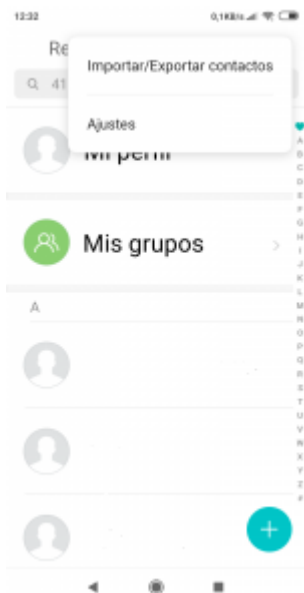 12:32
0,1KB/s
Re
Importar/Exportar contactos
41
Ajustes
Mi perfil
Mis grupos
A
A
B
C
D
E
F
G
H
I
J
K
L
M
N
O
P
Q
R
S
T
U
V
W
X
Y
Z
#